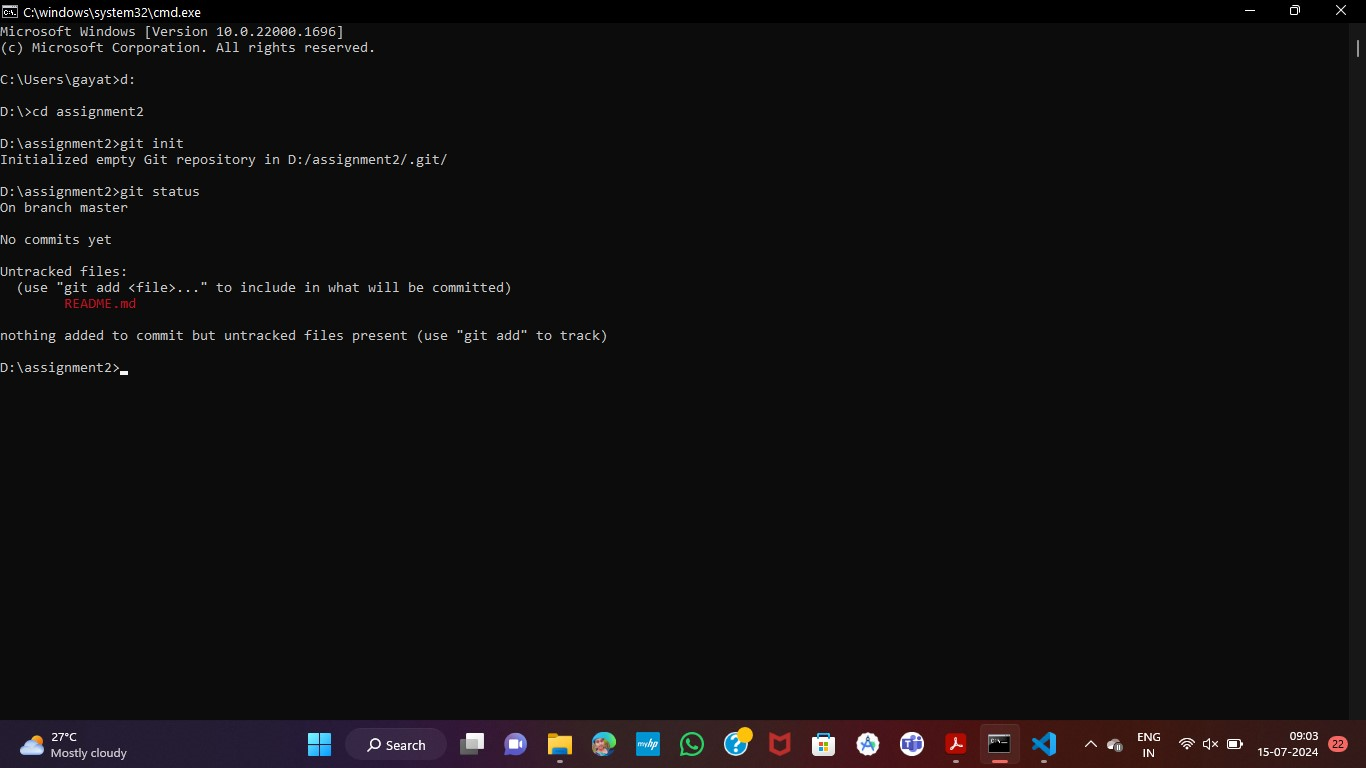 C:\windows\system32\cmd.exe
Microsoft Windows [Version 10.0.22000.1696]
(c) Microsoft Corporation. All rights reserved.
C:\Users\gayat>d:
D:\>cd assignment2
D:\assignment2>git init
Initialized empty Git repository in D:/assignment2/.git/
D:\assignment2>git status
On branch master
No commits yet
Untracked files:
  (use "git add <file>..." to include in what will be committed)
        README.md
nothing added to commit but untracked files present (use "git add" to track)
D:\assignment2>
27°C
Mostly cloudy
Search
myhp
ENG
IN
09:03
15-07-2024
22